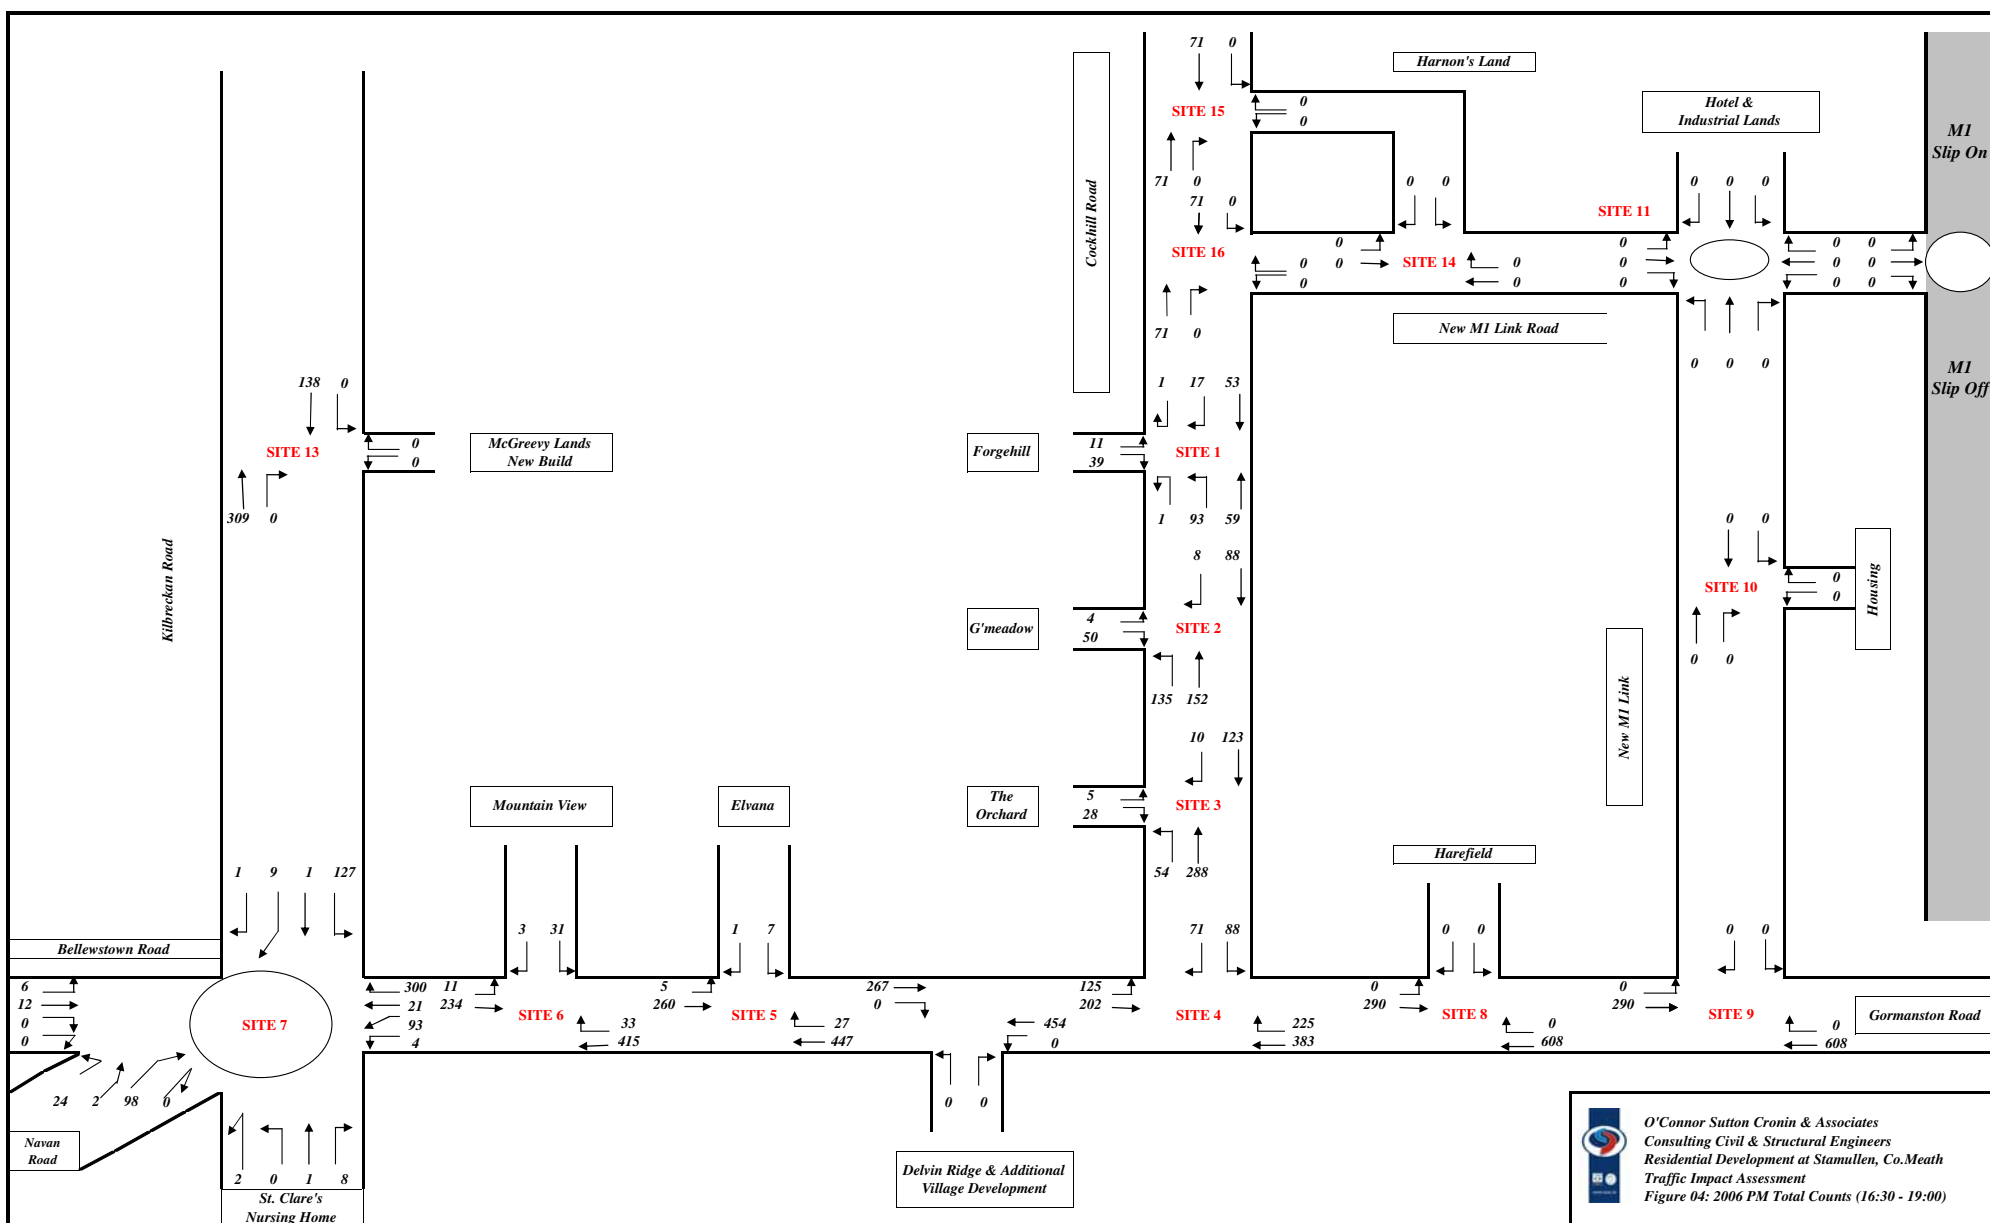 71 0
Harnon's Land
Hotel &
Industrial Lands
M1
Slip On
SITE 15
0
0
71 0
71 0
Cockhill Road
0 0
SITE 11
0 0 0
SITE 16
0
0
0
0
SITE 14
0
0
0
0
0
0 0
0 0
0 0
71 0
New M1 Link Road
0 0 0
M1
Slip Off
138 0
1 17 53
SITE 13
0
0
McGreevy Lands
New Build
Forgehill
11
39
SITE 1
309 0
1 93 59
Kilbreckan Road
8 88
0 0
G'meadow
4
50
SITE 2
SITE 10
0
0
Housing
0 0
135 152
New M1 Link
10 123
Mountain View
Elvana
The
Orchard
5
28
SITE 3
54 288
Harefield
1 9 1 127
3 31
1 7
71 88
0 0
0 0
Bellewstown Road
6
12
0
0
SITE 7
300
21
93
4
11
234
SITE 6
33
415
5
260
SITE 5
27
447
267
0
454
0
125
202
SITE 4
225
383
0
290
SITE 8
0
608
0
290
SITE 9
0
608
Gormanston Road
24 2 98 0
0 0
Navan
Road
2 0 1 8
St. Clare's
Nursing Home
Delvin Ridge & Additional
Village Development
O'Connor Sutton Cronin & Associates
Consulting Civil & Structural Engineers
Residential Development at Stamullen, Co.Meath
Traffic Impact Assessment
Figure 04: 2006 PM Total Counts (16:30 - 19:00)